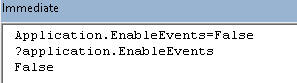 Immediate
Application.EnableEvents=False
?application.EnableEvents
False